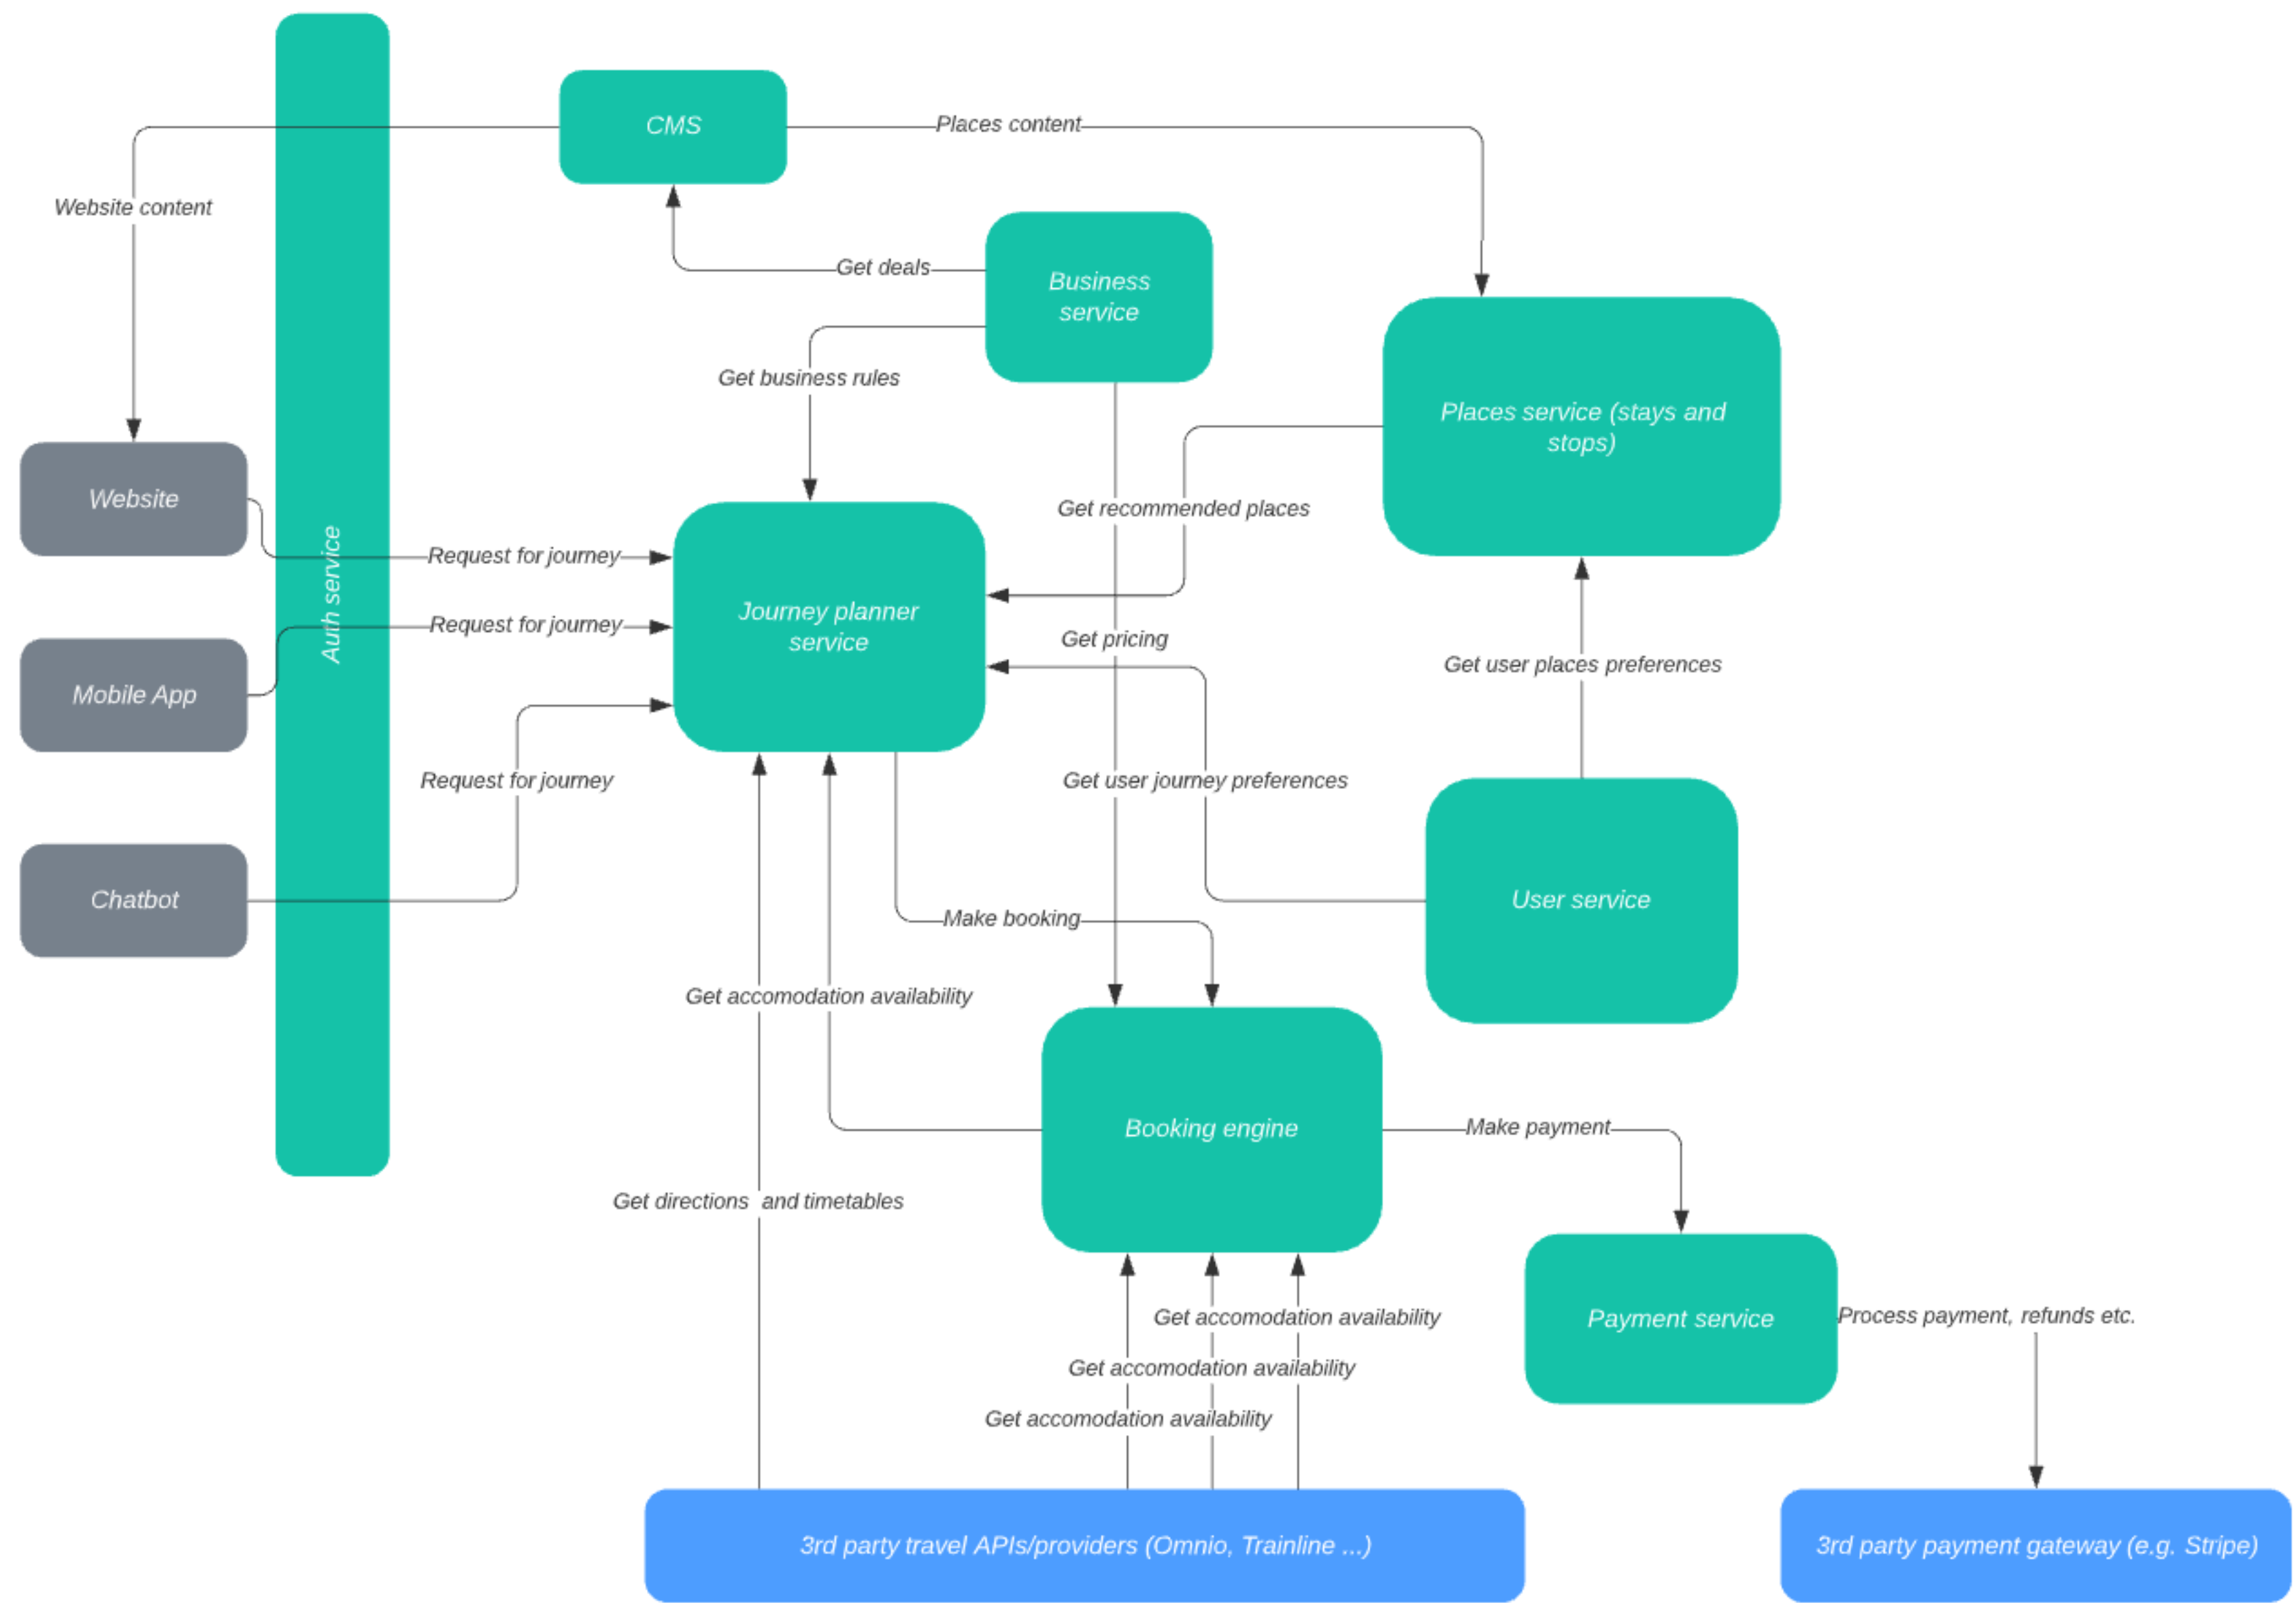 CMS
Places content
Website content
Get deals
Business
service
Get business rules
Places service (stays and
stops)
Website
Get recommended places
Auth service
Request for journey
Journey planner
service
Request for journey
Get pricing
Mobile App
Get user places preferences
Request for journey
Get user journey preferences
Chatbot
User service
Make booking
Get accomodation availability
Booking engine
Make payment
Get directions  and timetables
Get accomodation availability
Payment service
Process payment, refunds etc.
Get accomodation availability
Get accomodation availability
3rd party travel APIs/providers (Omnio, Trainline ...)
3rd party payment gateway (e.g. Stripe)